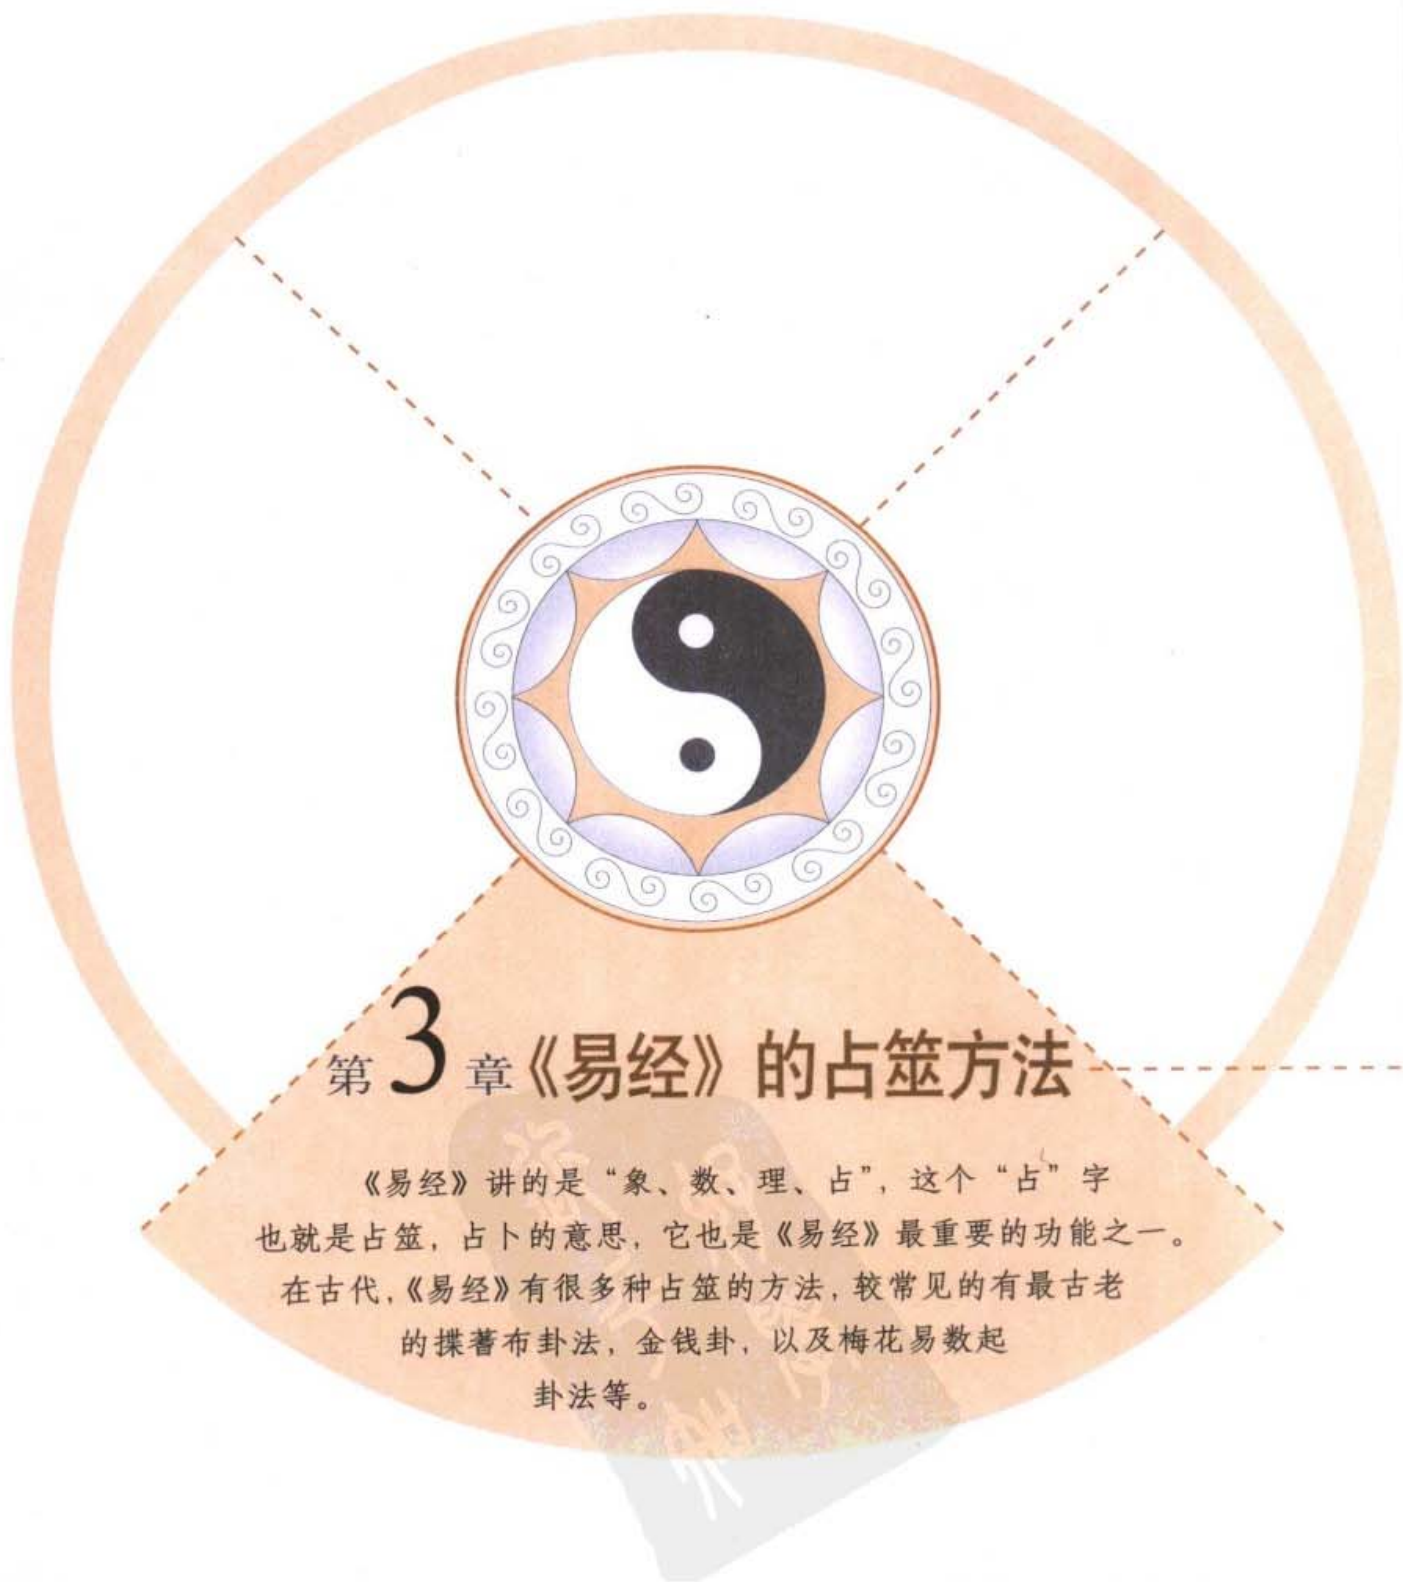 第3章《易经》的占筮方法
《易经》讲的是“象、数、理、占”，这个“占”字
也就是占筮，占卜的意思，它也是《易经》最重要的功能之一。
在古代，《易经》有很多种占筮的方法，较常见的有最古老
的揲蓍布卦法，金钱卦，以及梅花易数起
卦法等。